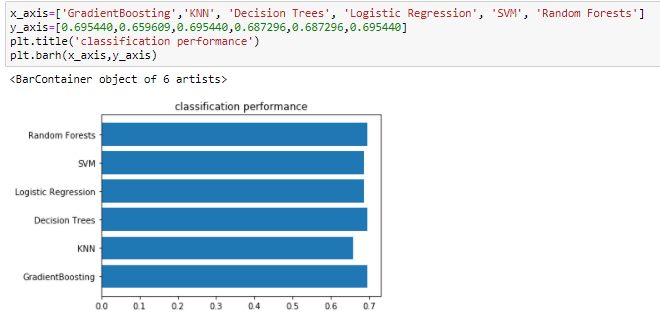 x_axis=['GradientBoosting','KNN', 'Decision Trees', 'Logistic Regression', 'SVM', 'Random Forests']
y_axis=[0.695440,0.659609,0.695440,0.687296,0.687296,0.695440]
plt.title('classification performance')
plt.barh(x_axis,y_axis)
<BarContainer object of 6 artists>
classification performance
Random Forests
SVM
Logistic Regression
Decision Trees
KNN
GradientBoosting
0.0 0.1 0.2 0.3 0.4 0.5 0.6 0.7